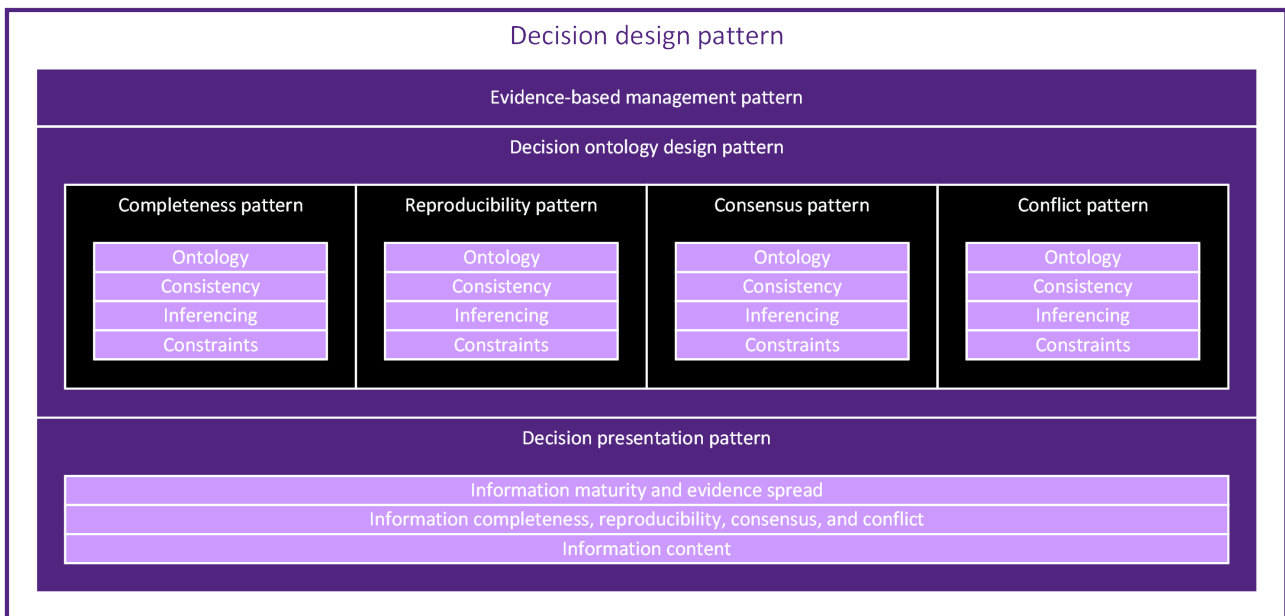 Decision design pattern
Evidence-based management pattern
Decision ontology design pattern
Completeness pattern
Ontology
Consistency
Inferencing
Constraints
Reproducibility pattern
Ontology
Consistency
Inferencing
Constraints
Consensus pattern
Ontology
Consistency
Inferencing
Constraints
Conflict pattern
Ontology
Consistency
Inferencing
Constraints
Decision presentation pattern
Information maturity and evidence spread
Information completeness, reproducibility, consensus, and conflict
Information content